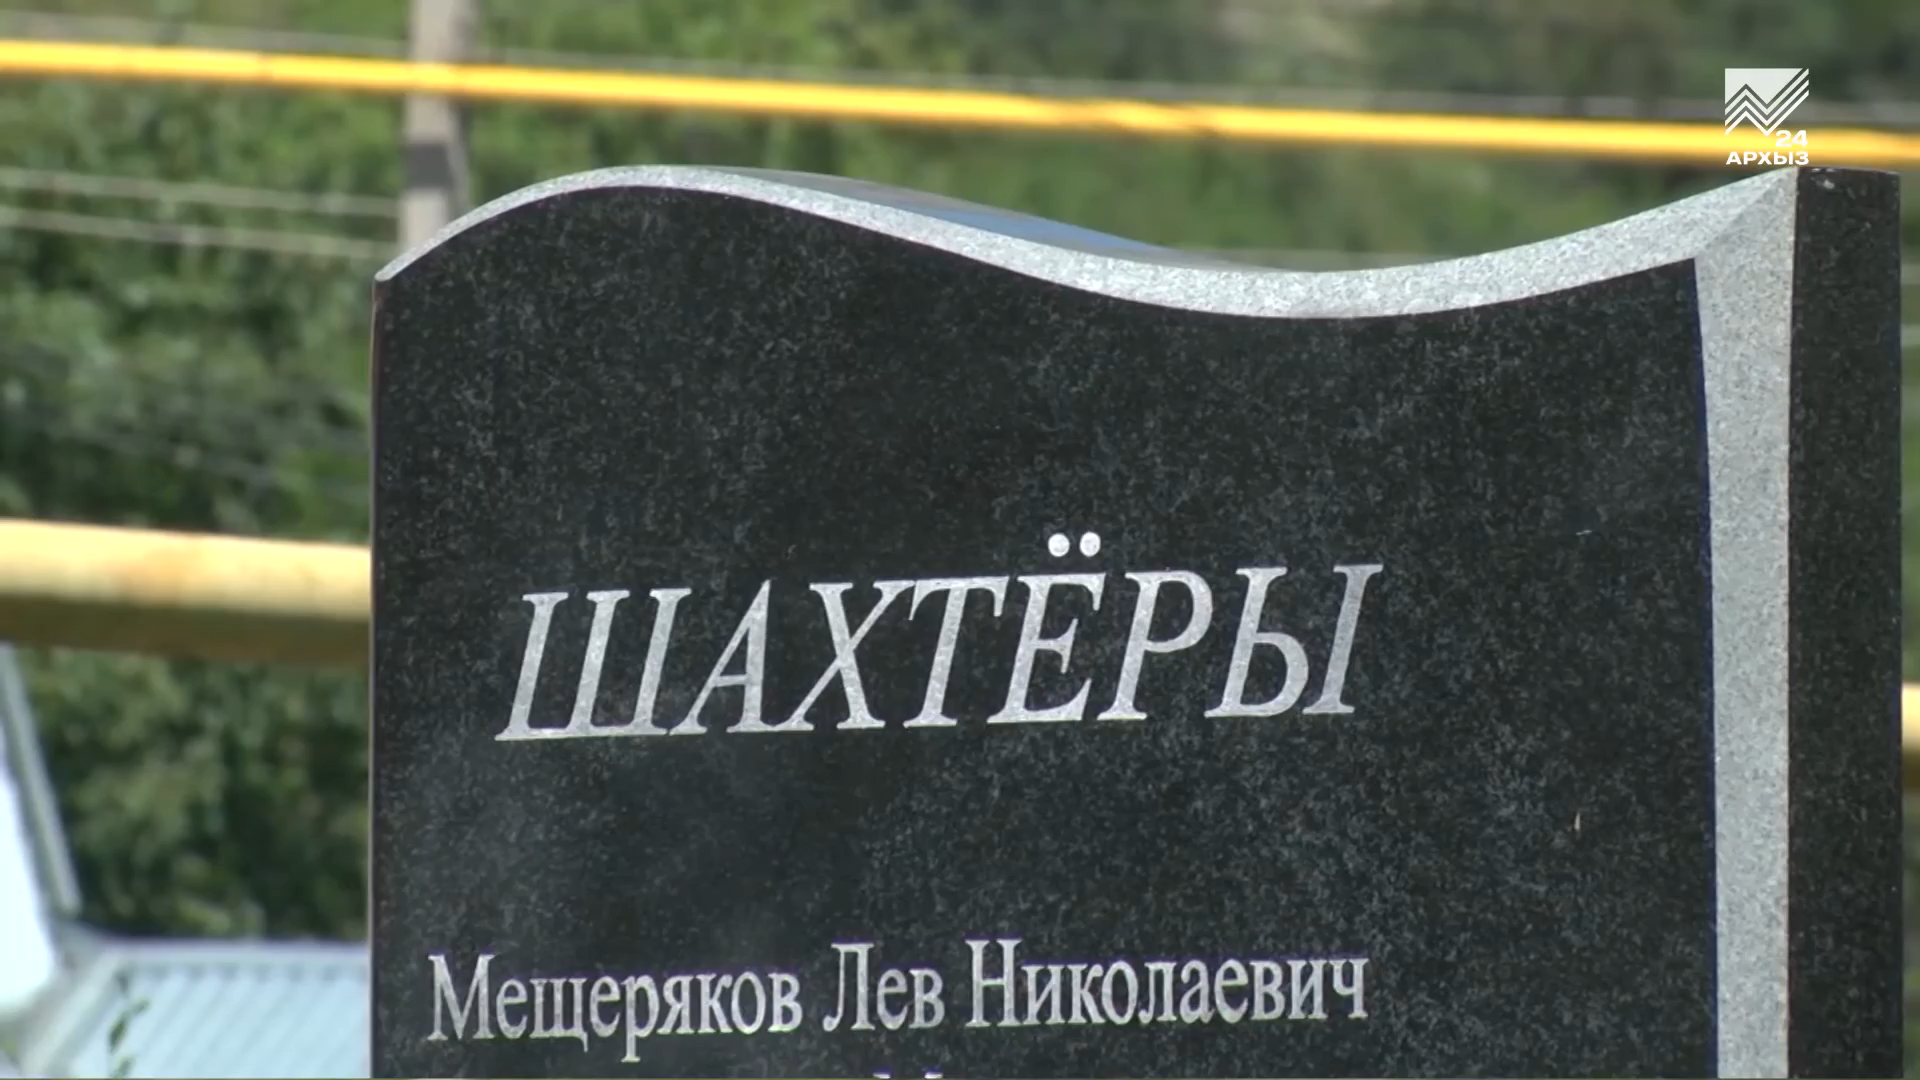 24
АРХЫЗ
ШАХТЁРЫ
Мещеряков Лев Николаевич